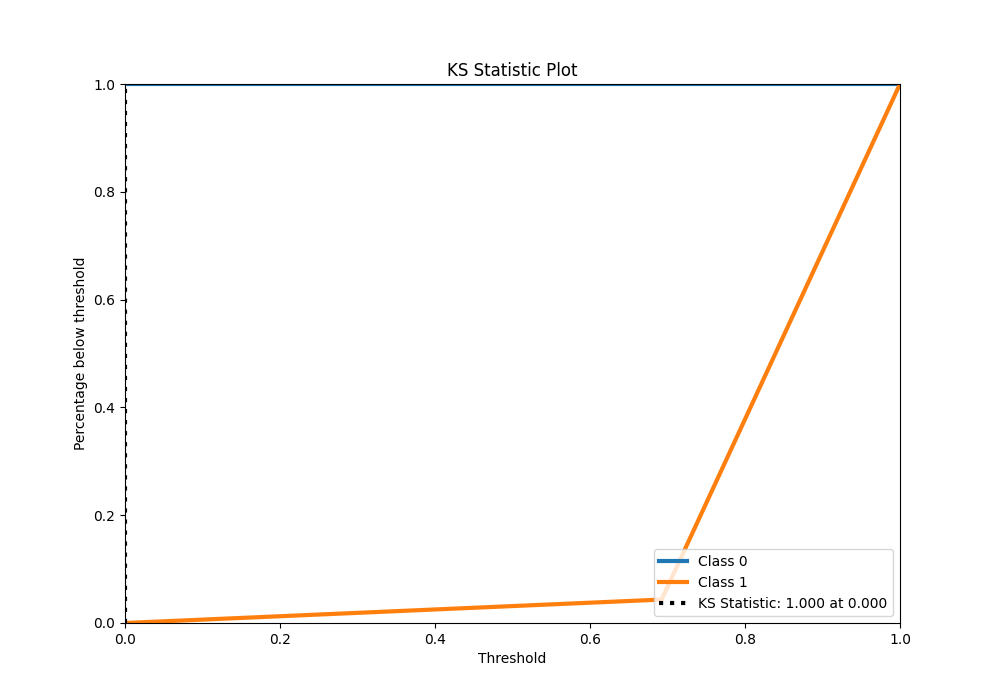 KS Statistic Plot
1.0
0.8
0.6
0.4
0.2
0.0
Percentage below threshold
0.0 0.2 0.4 0.6 0.8 1.0
Threshold
Class 0
Class 1
KS Statistic: 1.000 at 0.000